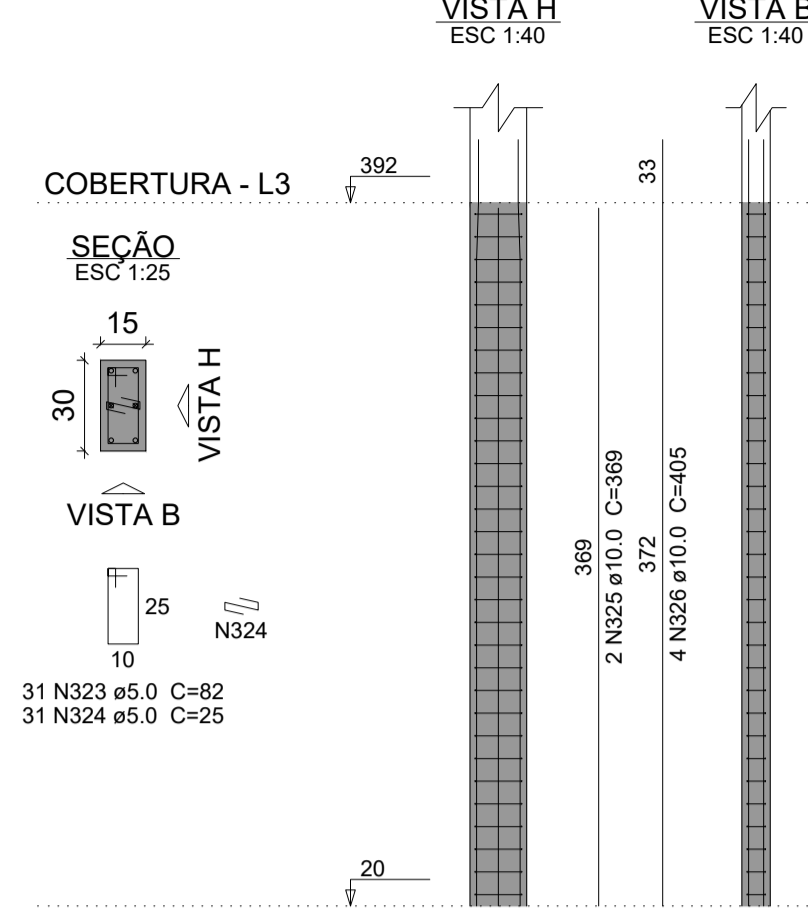 VISTA H
ESC 1:40
VISTA B
ESC 1:40
COBERTURA - L3
392
33
SEÇÃO
ESC 1:25
15
30
VISTA H
VISTA B
25
10
N324
31 N323 ø5.0 C=82
31 N324 ø5.0 C=25
369
2 N325 ø10.0 C=369
372
4 N326 ø10.0 C=405
20